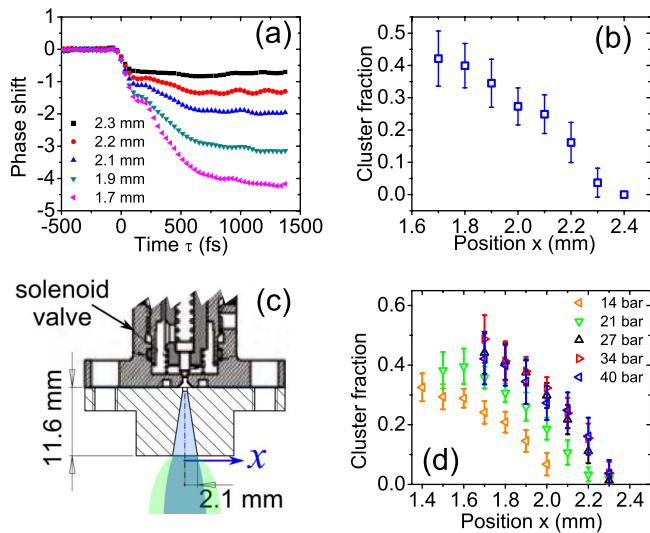 (a)
Phase shift
0
-1
-2
-3
-4
-5
2.3 mm
2.2 mm
2.1 mm
1.9 mm
1.7 mm
-500 0 500 1000 1500
Time τ (fs)
(b)
Cluster fraction
0.6
0.5
0.4
0.3
0.2
0.1
0.0
1.6 1.8 2.0 2.2 2.4
Position x (mm)
(c)
solenoid
valve
11.6 mm
x
2.1 mm
(d)
Cluster fraction
0.6
0.4
0.2
0.0
14 bar
21 bar
27 bar
34 bar
40 bar
1.4 1.6 1.8 2.0 2.2 2.4
Position x (mm)